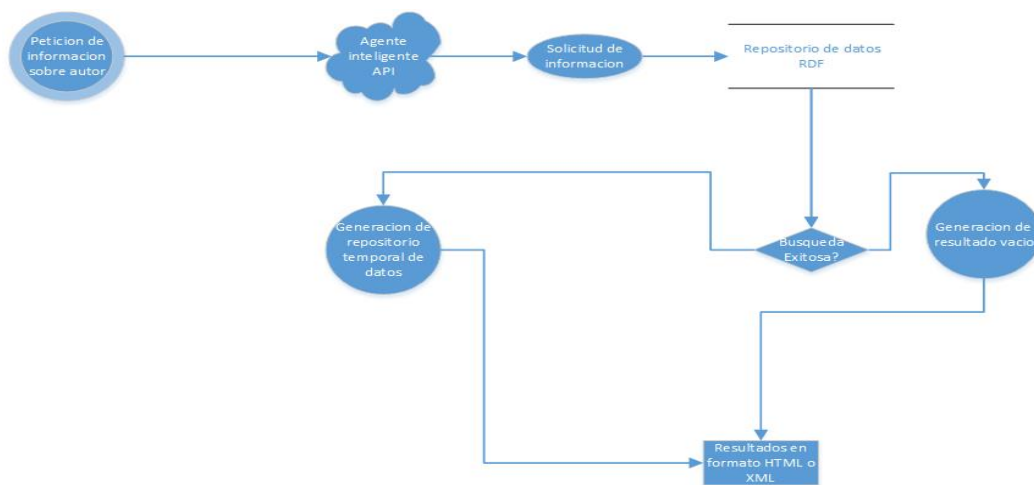 Peticion de
informacion
sobre autor
Agente
inteligente
API
Solicitud de
informacion
Repositorio de datos
RDF
Generacion de
repositorio
temporal de
datos
Busqueda
Exitosa?
Generacion de
resultado vacio
Resultados en
formato HTML o
XML